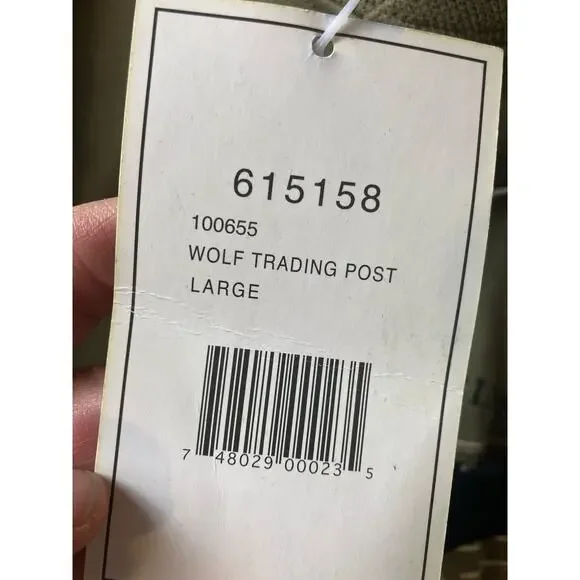 615158
100655
WOLF TRADING POST
LARGE
7 48029 00023 5